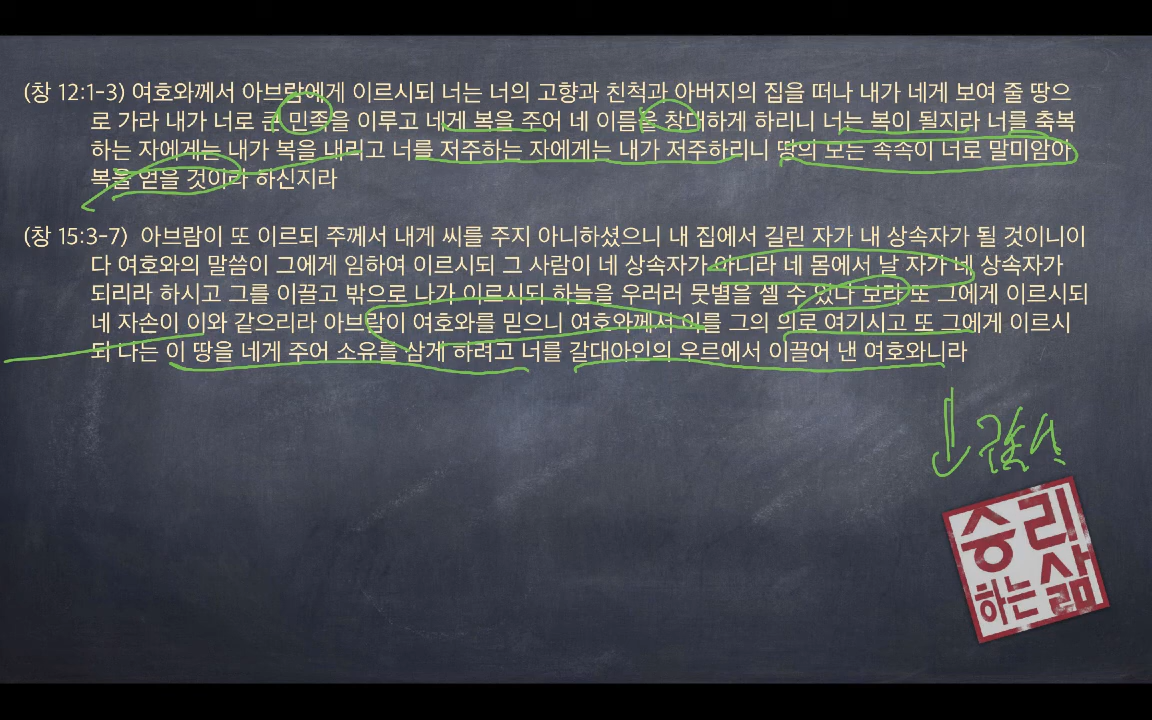 (창 12:1-3) 여호와께서 아브람에게 이르시되 너는 너의 고향과 친척과 아버지의 집을 떠나 내가 네게 보여 줄 땅으
로 가라 내가 너로 큰 민족을 이루고 네게 복을 주어 네 이름을 창대하게 하리니 너는 복이 될지라 너를 축복
하는 자에게는 내가 복을 내리고 너를 저주하는 자에게는 내가 저주하리니 땅의 모든 족속이 너로 말미암아
복을 얻을 것이라 하신지라
(창 15:3-7) 아브람이 또 이르되 주께서 내게 씨를 주지 아니하셨으니 내 집에서 길린 자가 내 상속자가 될 것이니이
다 여호와의 말씀이 그에게 임하여 이르시되 그 사람이 네 상속자가 아니라 네 몸에서 날 자가 네 상속자가
되리라 하시고 그를 이끌고 밖으로 나가 이르시되 하늘을 우러러 뭇별을 셀 수 있나 보라 또 그에게 이르시되
네 자손이 이와 같으리라 아브람이 여호와를 믿으니 여호와께서 이를 그의 의로 여기시고 또 그에게 이르시
되 나는 이 땅을 네게 주어 소유를 삼게 하려고 너를 갈대아인의 우르에서 이끌어 낸 여호와니라
승리
하는 삶